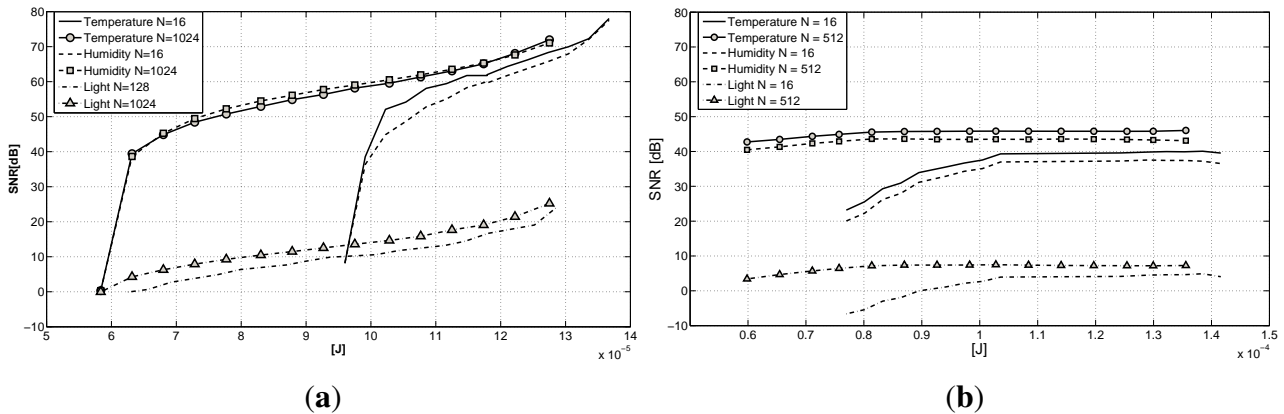 Temperature N=16
Temperature N=1024
Humidity N=16
Humidity N=1024
Light N=128
Light N=1024
SNR[dB]
80
70
60
50
40
30
20
10
0
−10
5
6
7
8
9
10
11
12
13
14
[J]
x 10⁻⁵
(a)
Temperature N = 16
Temperature N = 512
Humidity N = 16
Humidity N = 512
Light N = 16
Light N = 512
SNR [dB]
80
70
60
50
40
30
20
10
0
−10
0.6
0.7
0.8
0.9
1
1.1
1.2
1.3
1.4
1.5
[J]
x 10⁻⁴
(b)